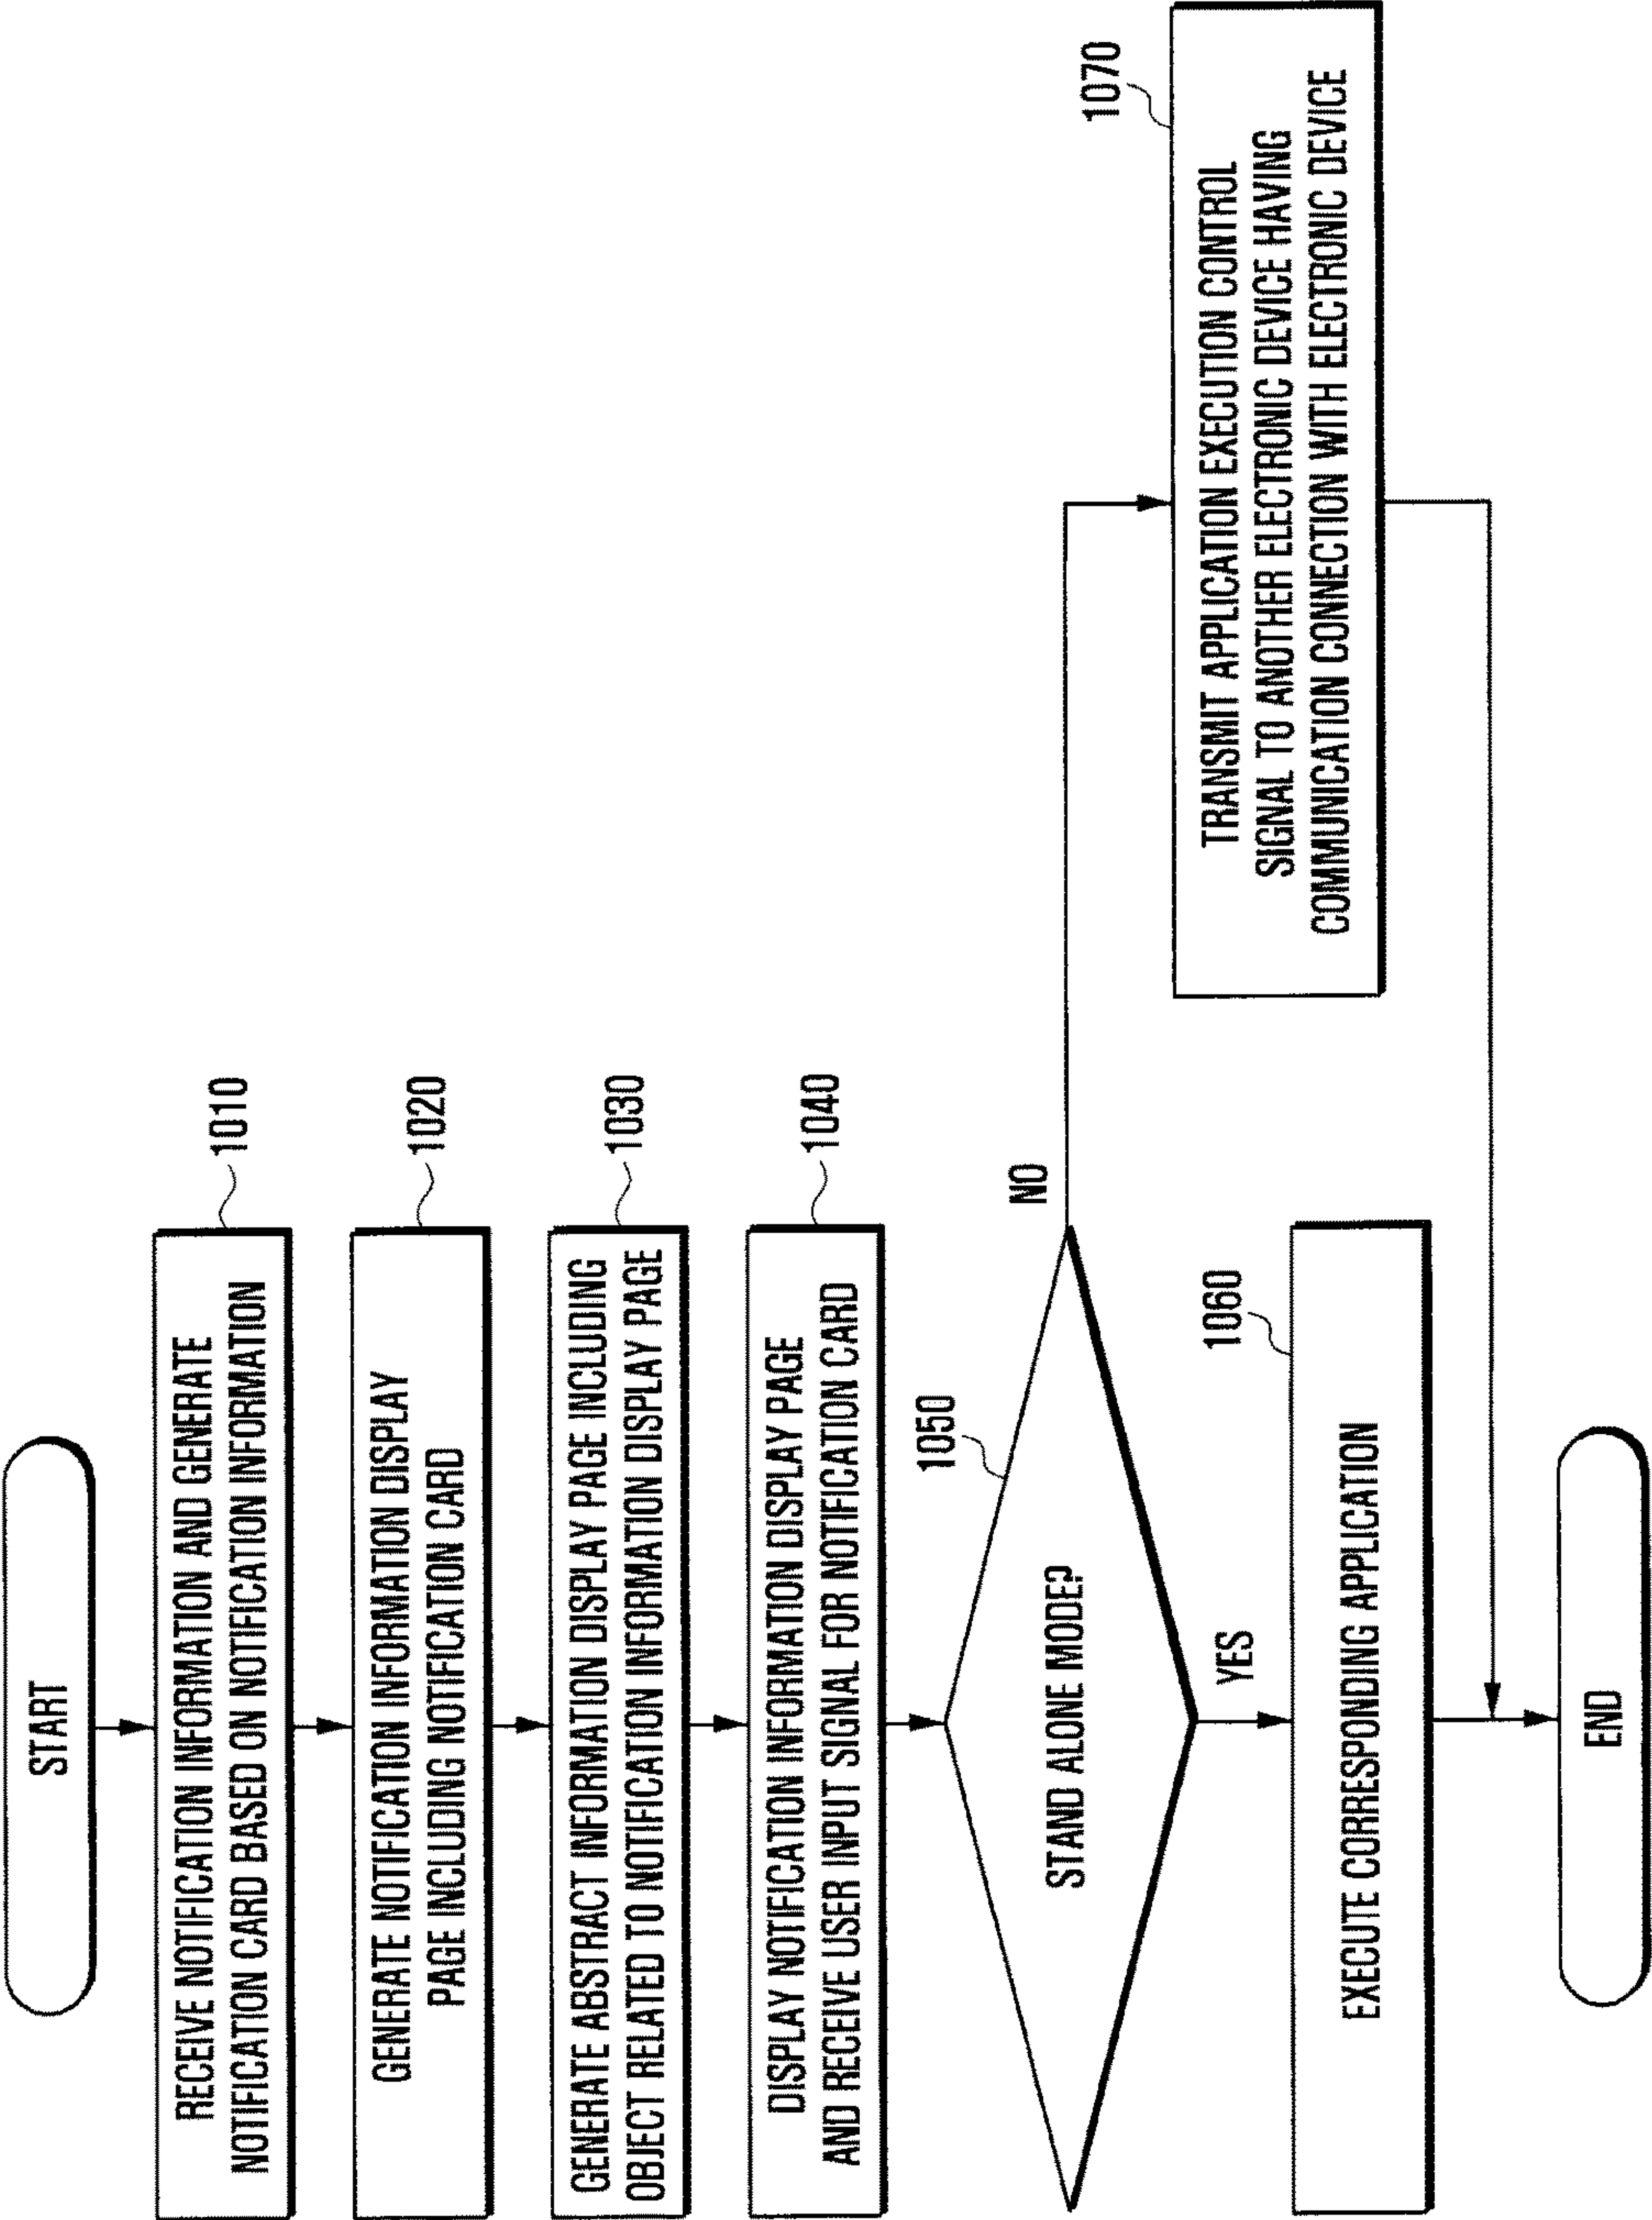 START
RECEIVE NOTIFICATION INFORMATION AND GENERATE
NOTIFICATION CARD BASED ON NOTIFICATION INFORMATION
1010
GENERATE NOTIFICATION INFORMATION DISPLAY
PAGE INCLUDING NOTIFICATION CARD
1020
GENERATE ABSTRACT INFORMATION DISPLAY PAGE INCLUDING
OBJECT RELATED TO NOTIFICATION INFORMATION DISPLAY PAGE
1030
DISPLAY NOTIFICATION INFORMATION DISPLAY PAGE
AND RECEIVE USER INPUT SIGNAL FOR NOTIFICATION CARD
1040
1050
STAND ALONE MODE?
NO
YES
1060
EXECUTE CORRESPONDING APPLICATION
1070
TRANSMIT APPLICATION EXECUTION CONTROL
SIGNAL TO ANOTHER ELECTRONIC DEVICE HAVING
COMMUNICATION CONNECTION WITH ELECTRONIC DEVICE
END